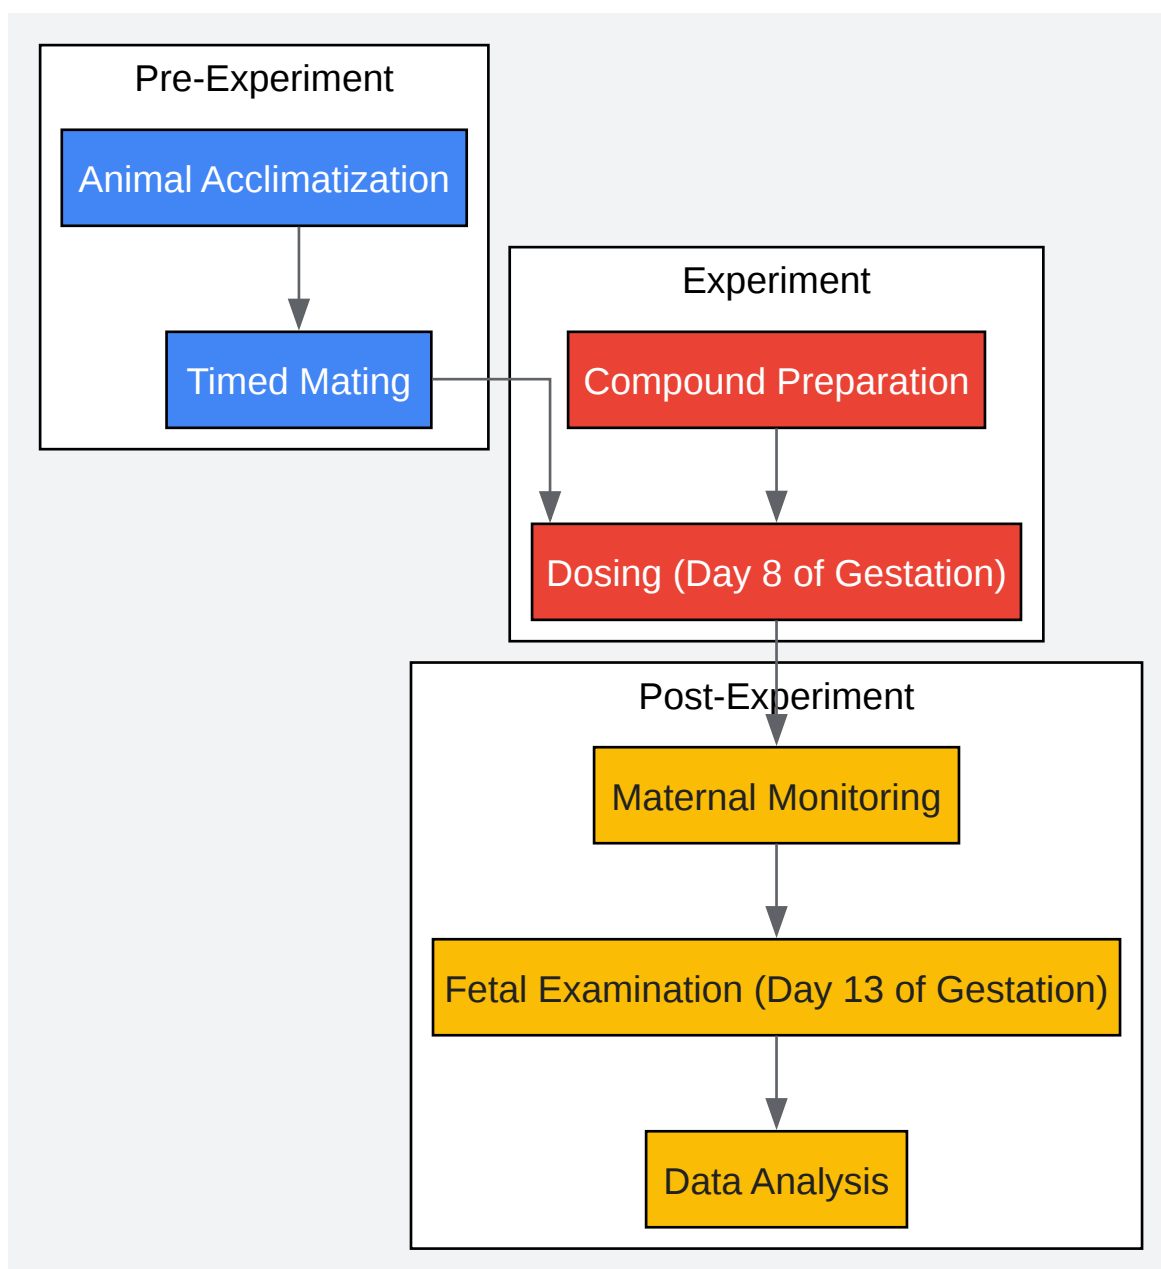 Pre-Experiment
Animal Acclimatization
Timed Mating
Experiment
Compound Preparation
Dosing (Day 8 of Gestation)
Post-Experiment
Maternal Monitoring
Fetal Examination (Day 13 of Gestation)
Data Analysis